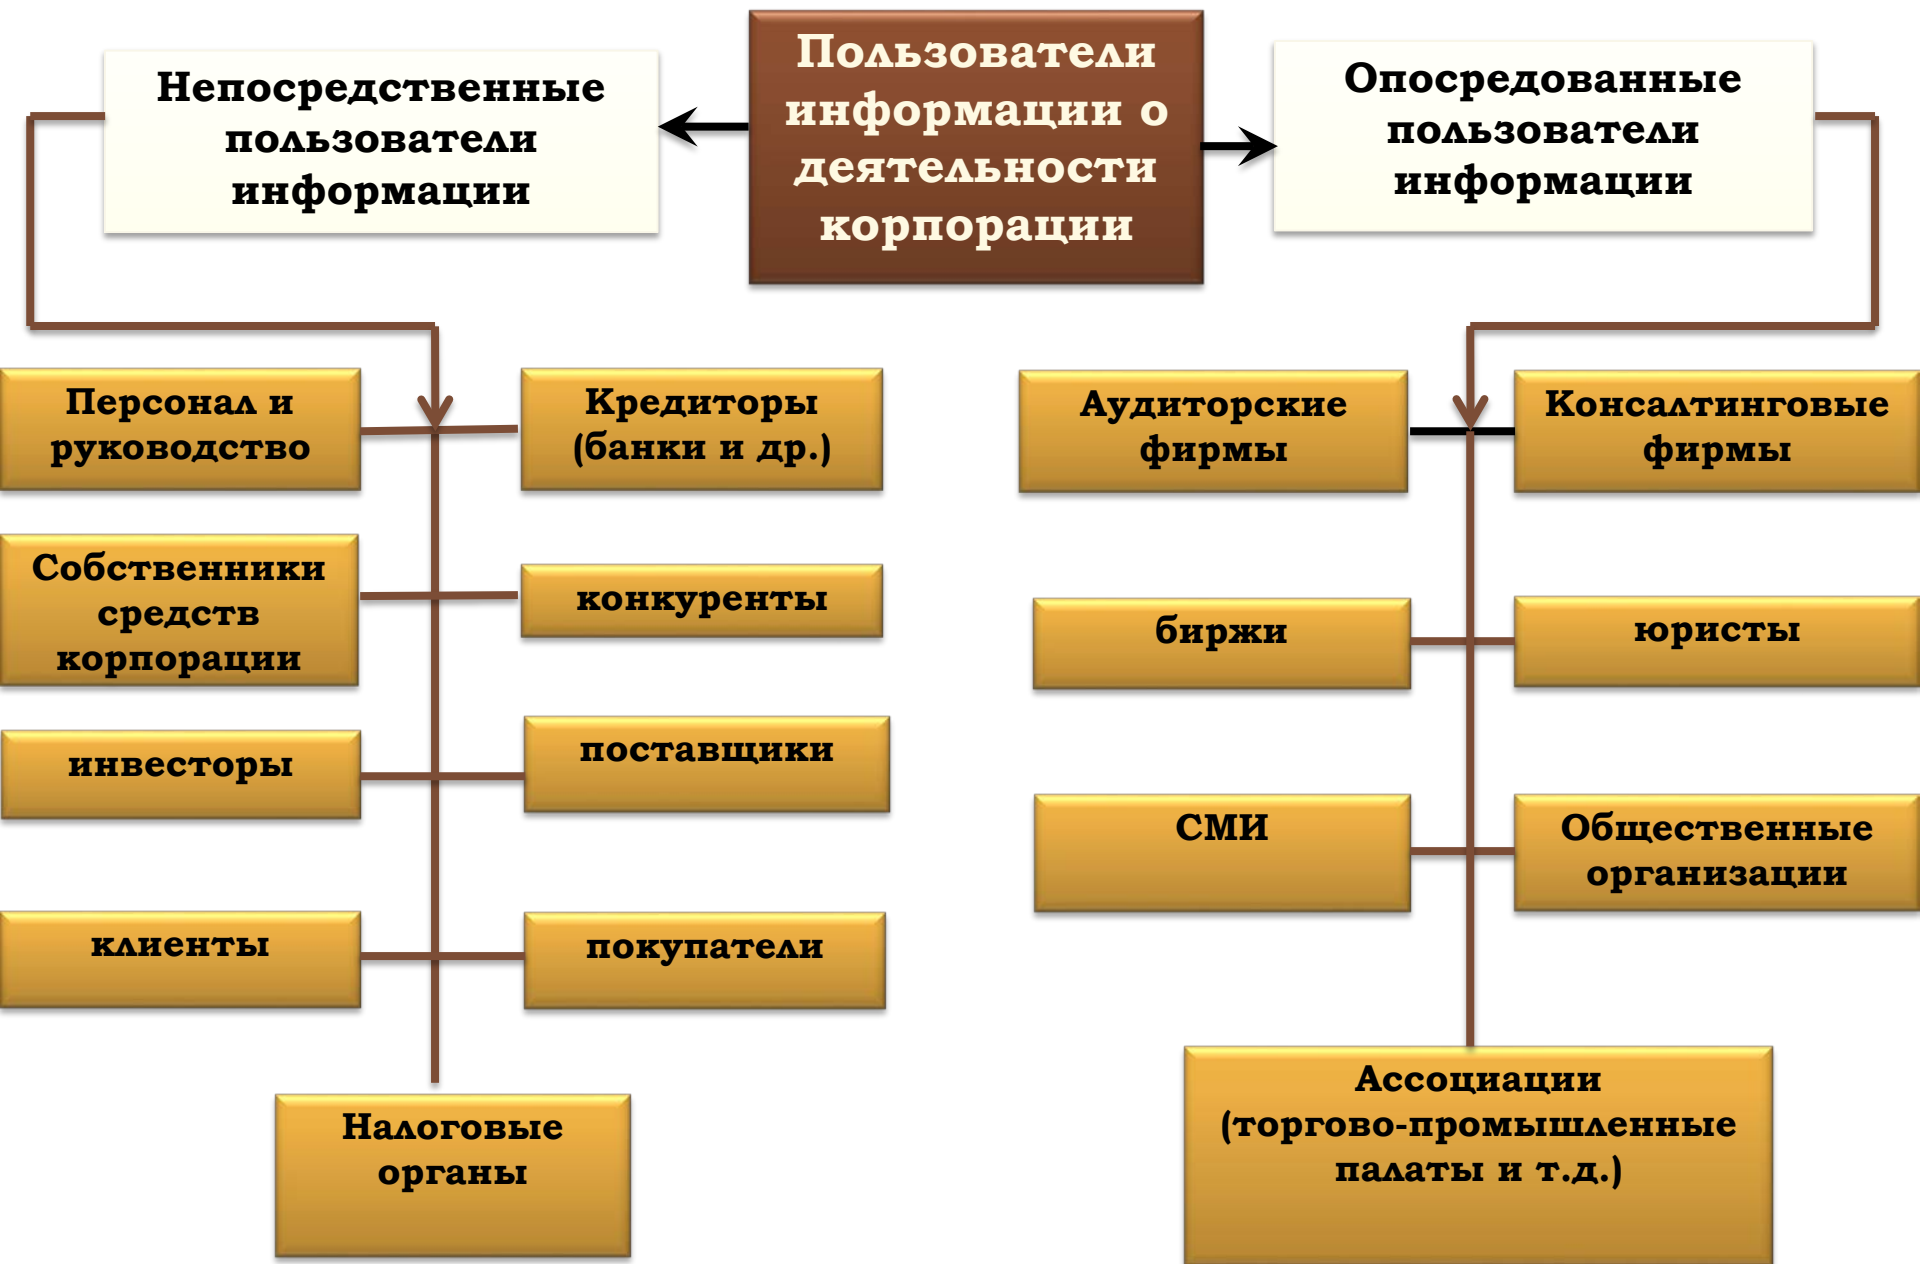 Пользователи
информации о
деятельности
корпорации
Непосредственные
пользователи
информации
Опосредованные
пользователи
информации
Персонал и
руководство
Кредиторы
(банки и др.)
Собственники
средств
корпорации
конкуренты
инвесторы
поставщики
клиенты
покупатели
Налоговые
органы
Аудиторские
фирмы
Консалтинговые
фирмы
биржи
юристы
СМИ
Общественные
организации
Ассоциации
(торгово-промышленные
палаты и т.д.)